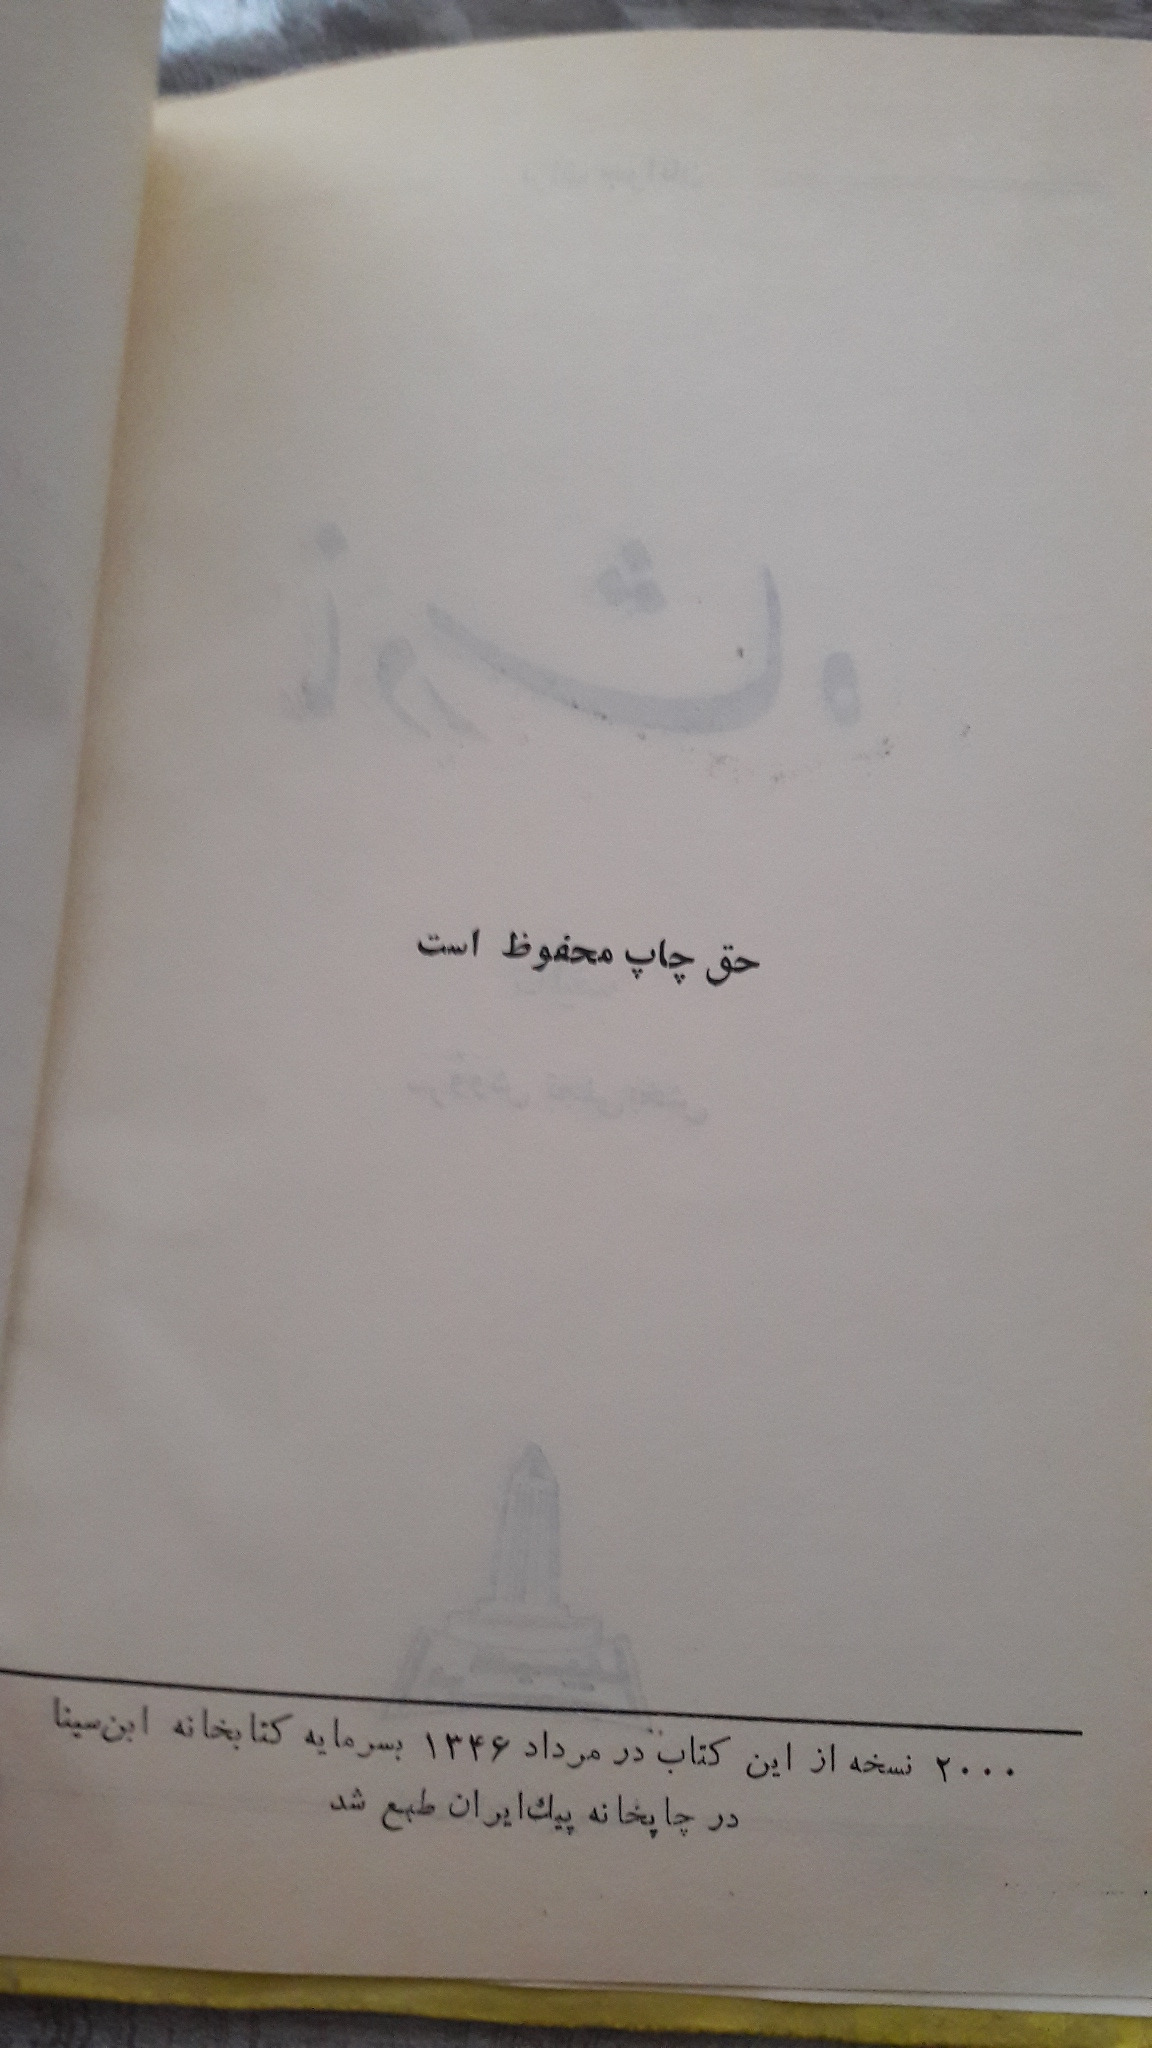 حق چاپ محفوظ است
۲۰۰۰ نسخه از این کتاب در مرداد ۱۳۴۶ بسرمایه کتابخانه ابن‌سینا
در چاپخانه پیك‌ایران طبع شد